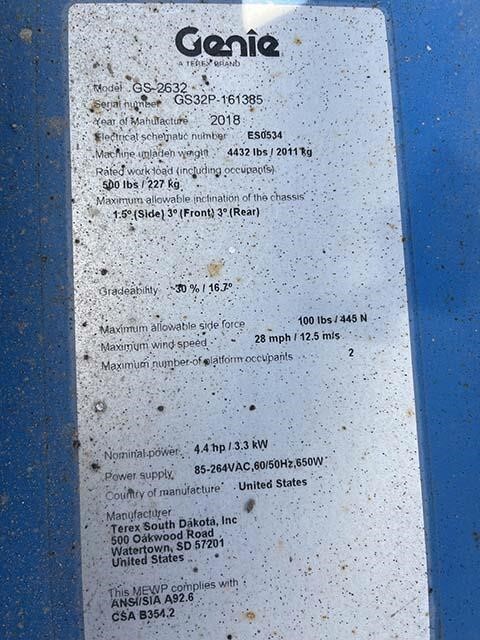 Genie
A TEREX BRAND
Model GS-2632
Serial number GS32P-161385
Year of Manufacture 2018
Electrical schematic number ES0534
Machine unladen weight 4432 lbs / 2011 kg
Rated work load (including occupants)
500 lbs / 227 kg
Maximum allowable inclination of the chassis
1.5° (Side) 3° (Front) 3° (Rear)
Gradeability 30 % / 16.7°
Maximum allowable side force 100 lbs / 445 N
Maximum wind speed 28 mph / 12.5 m/s
Maximum number of platform occupants 2
Nominal power 4.4 hp / 3.3 kW
Power supply 85-264VAC,60/50Hz,650W
Country of manufacture United States
Manufacturer
Terex South Dakota, Inc
500 Oakwood Road
Watertown, SD 57201
United States
This MEWP complies with :
ANSI/SIA A92.6
CSA B354.2